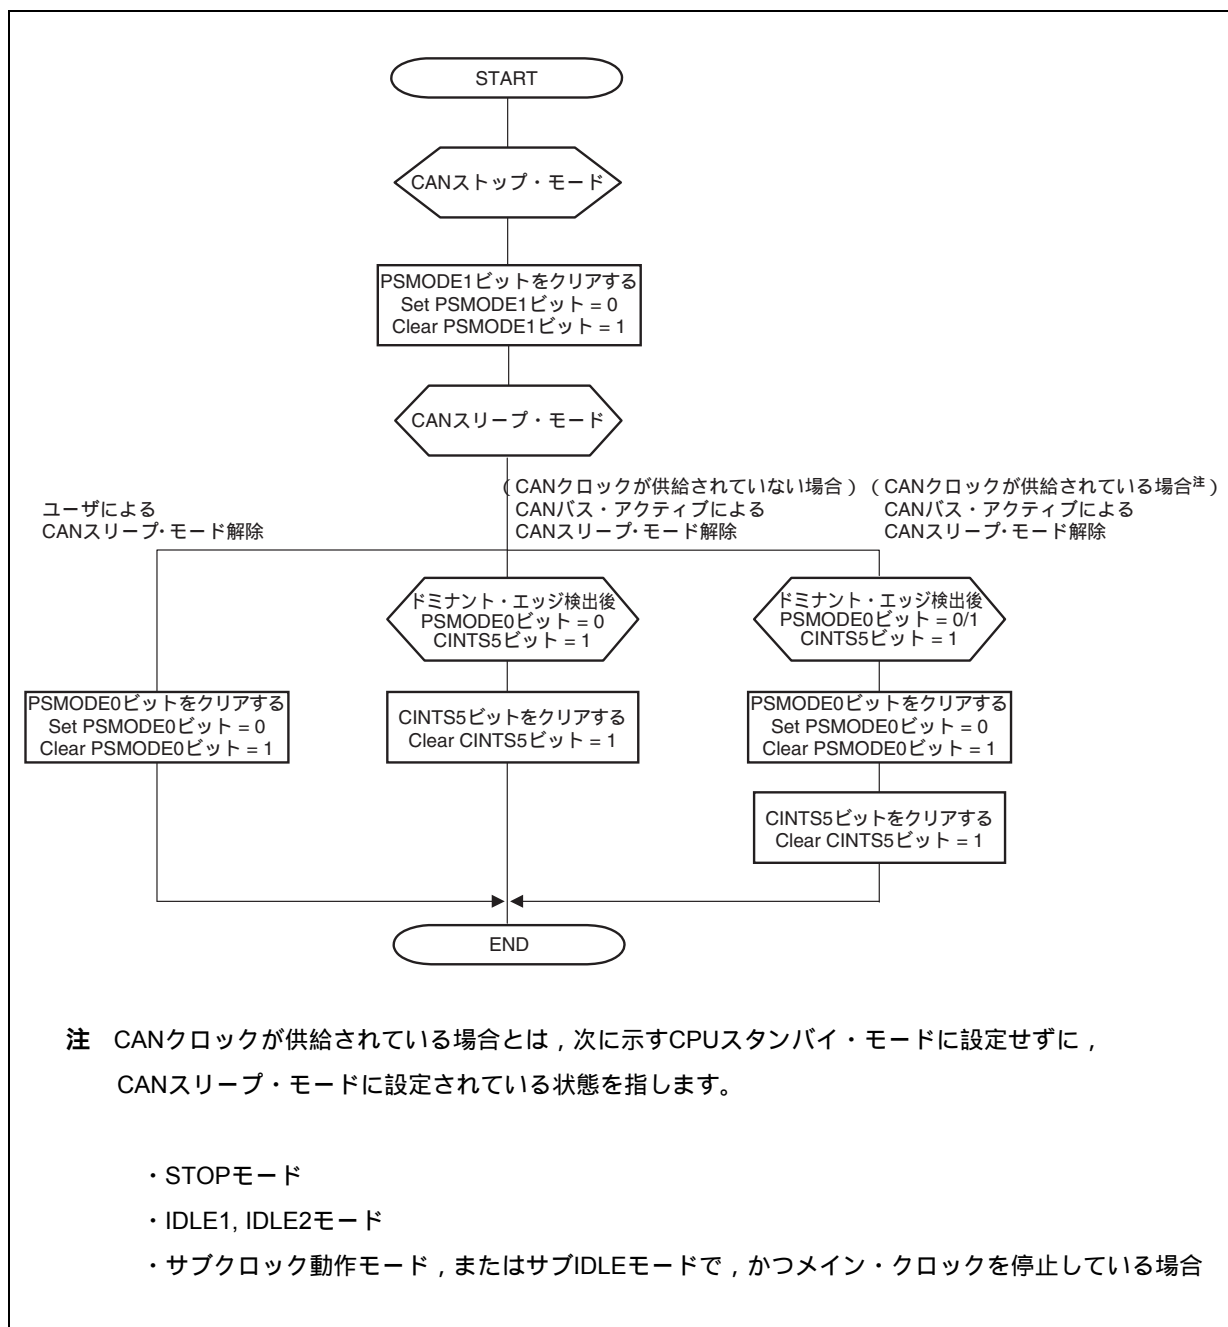 START
CANストップ・モード
PSMODE1ビットをクリアする
Set PSMODE1ビット = 0
Clear PSMODE1ビット = 1
CANスリープ・モード
ユーザによる
CANスリープ・モード解除
（CANクロックが供給されていない場合）
CANバス・アクティブによる
CANスリープ・モード解除
（CANクロックが供給されている場合注）
CANバス・アクティブによる
CANスリープ・モード解除
ドミナント・エッジ検出後
PSMODE0ビット = 0
CINTS5ビット = 1
ドミナント・エッジ検出後
PSMODE0ビット = 0/1
CINTS5ビット = 1
PSMODE0ビットをクリアする
Set PSMODE0ビット = 0
Clear PSMODE0ビット = 1
CINTS5ビットをクリアする
Clear CINTS5ビット = 1
PSMODE0ビットをクリアする
Set PSMODE0ビット = 0
Clear PSMODE0ビット = 1
CINTS5ビットをクリアする
Clear CINTS5ビット = 1
END
注 CANクロックが供給されている場合とは，次に示すCPUスタンバイ・モードに設定せずに，
CANスリープ・モードに設定されている状態を指します。
・STOPモード
・IDLE1, IDLE2モード
・サブクロック動作モード，またはサブIDLEモードで，かつメイン・クロックを停止している場合